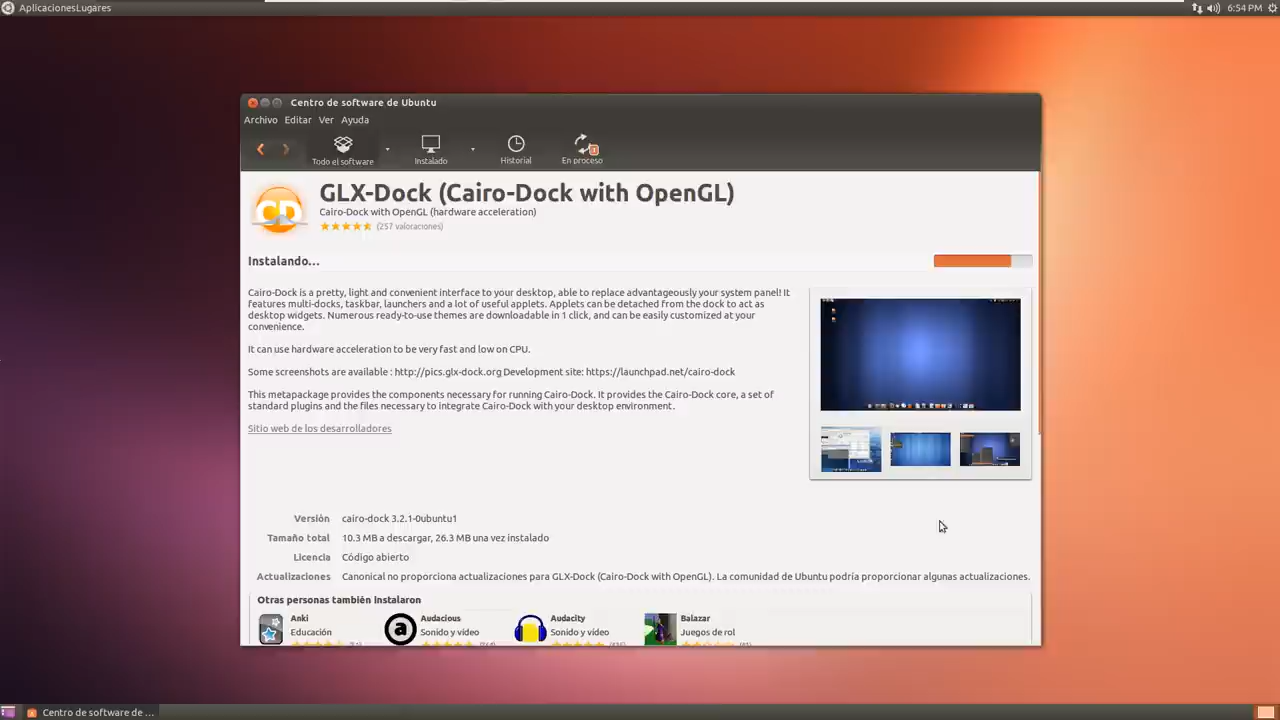 AplicacionesLugares
6:54 PM
Centro de software de Ubuntu
Archivo Editar Ver Ayuda
Todo el software
Instalado
Historial
En proceso
1
GLX-Dock (Cairo-Dock with OpenGL)
Cairo-Dock with OpenGL (hardware acceleration)
(257 valoraciones)
Instalando...
Cairo-Dock is a pretty, light and convenient interface to your desktop, able to replace advantageously your system panel! It
features multi-docks, taskbar, launchers and a lot of useful applets. Applets can be detached from the dock to act as
desktop widgets. Numerous ready-to-use themes are downloadable in 1 click, and can be easily customized at your
convenience.
It can use hardware acceleration to be very fast and low on CPU.
Some screenshots are available : http://pics.glx-dock.org Development site: https://launchpad.net/cairo-dock
This metapackage provides the components necessary for running Cairo-Dock. It provides the Cairo-Dock core, a set of
standard plugins and the files necessary to integrate Cairo-Dock with your desktop environment.
Sitio web de los desarrolladores
Versión cairo-dock 3.2.1-0ubuntu1
Tamaño total 10.3 MB a descargar, 26.3 MB una vez instalado
Licencia Código abierto
Actualizaciones Canonical no proporciona actualizaciones para GLX-Dock (Cairo-Dock with OpenGL). La comunidad de Ubuntu podría proporcionar algunas actualizaciones.
Otras personas también instalaron
Anki
Educación
Audacious
Sonido y vídeo
Audacity
Sonido y vídeo
Balazar
Juegos de rol
Centro de software de ...